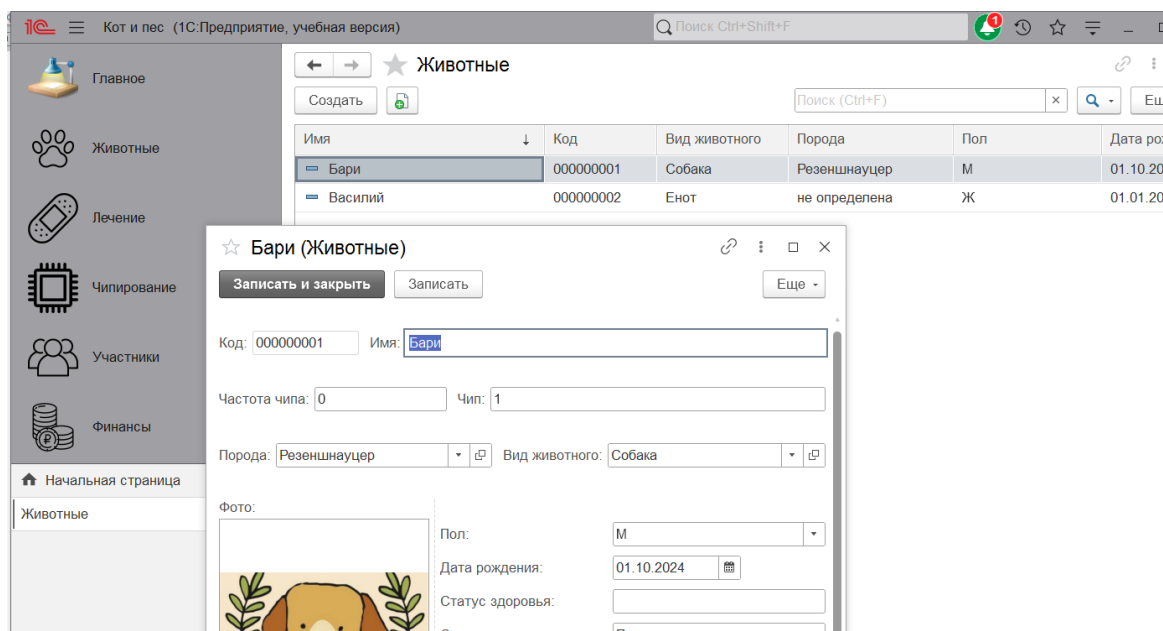 1С Кот и пес (1С:Предприятие, учебная версия) Поиск Ctrl+Shift+F 1
Главное
Животные
Лечение
Чипирование
Участники
Финансы
Начальная страница
Животные
Животные
Создать Поиск (Ctrl+F) × Ещ
Имя ↓ Код Вид животного Порода Пол Дата ро
Бари 000000001 Собака Резеншнауцер М 01.10.20
Василий 000000002 Енот не определена Ж 01.01.20
Бари (Животные)
Записать и закрыть Записать Еще
Код: 000000001 Имя: Бари
Частота чипа: 0 Чип: 1
Порода: Резеншнауцер Вид животного: Собака
Фото:
Пол: М
Дата рождения: 01.10.2024
Статус здоровья: